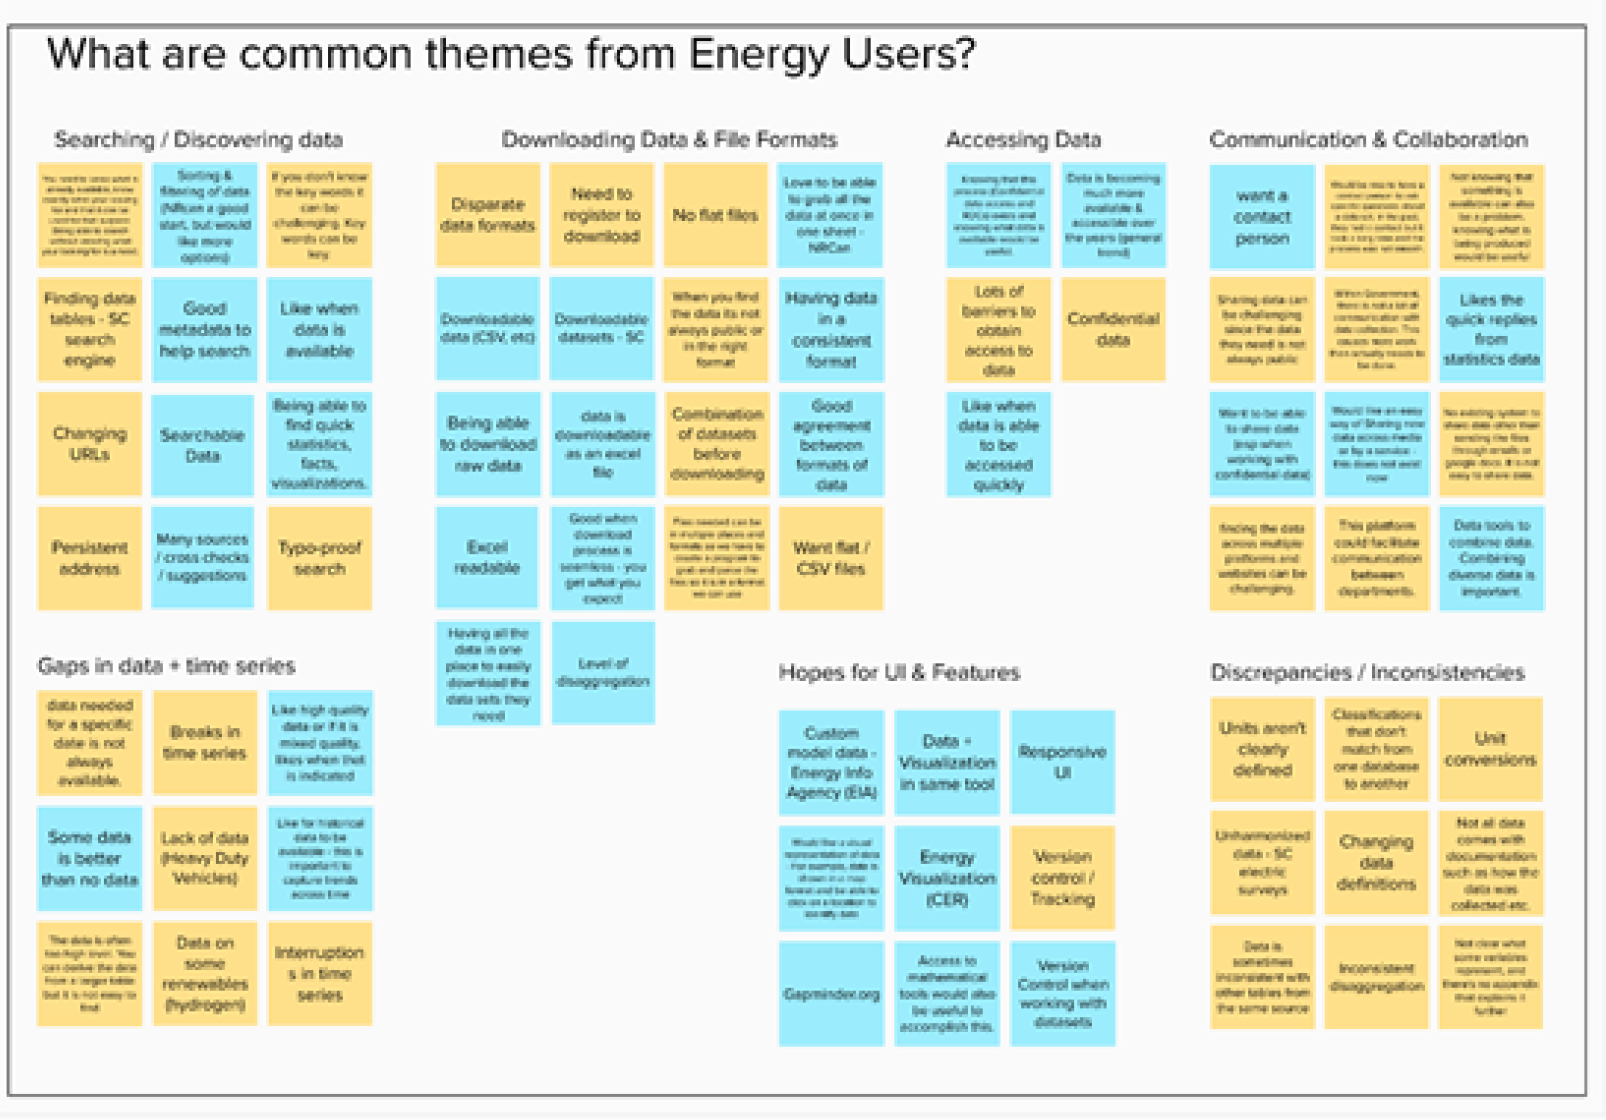 What are common themes from Energy Users?
Searching / Discovering data
Sorting &
filtering of data
(NRcan a good
start, but would
like more
options)
If you don't know
the key words it
can be
challenging. Key
words can be
key
Finding data
tables - SC
search
engine
Good
metadata to
help search
Like when
data is
available
Changing
URLs
Searchable
Data
Being able to
find quick
statistics,
facts,
visualizations.
Persistent
address
Many sources
/ cross checks
/ suggestions
Typo-proof
search
Downloading Data & File Formats
Disparate
data formats
Need to
register to
download
No flat files
Love to be able
to grab all the
data at once in
one sheet -
NRCan
Downloadable
data (CSV, etc)
Downloadable
datasets - SC
When you find
the data its not
always public or
in the right
format
Having data
in a
consistent
format
Being able
to download
raw data
data is
downloadable
as an excel
file
Combination
of datasets
before
downloading
Good
agreement
between
formats of
data
Excel
readable
Good when
download
process is
seamless - you
get what you
expect
Want flat /
CSV files
Having all the
data in one
place to easily
download the
data sets they
need
Level of
disaggregation
Accessing Data
Data is becoming
much more
available &
accessible over
the years (general
trend)
Lots of
barriers to
obtain
access to
data
Confidential
data
Like when
data is able
to be
accessed
quickly
Communication & Collaboration
want a
contact
person
Not knowing that
something is
available can also
be a problem.
knowing what is
being produced
would be useful
Sharing data can
be challenging
since the data
they need is not
always public
Likes the
quick replies
from
statistics data
Want to be able
to share data
(esp when
working with
confidential data)
Would like an easy
way of Sharing
data across
finding the data
across multiple
platforms and
websites can be
challenging.
This platform
could facilitate
communication
between
departments.
Data tools to
combine data.
Combining
diverse data is
important.
Gaps in data + time series
data needed
for a specific
date is not
always
available.
Breaks in
time series
Like high quality
data or if it is
mixed quality,
likes when that
is indicated
Some data
is better
than no data
Lack of data
(Heavy Duty
Vehicles)
Like for historical
data to be
available - this is
important to
capture trends
across time
The data is often
too high level. You
can derive the data
from a larger table
but it is not easy to
find
Data on
some
renewables
(hydrogen)
Interruption
s in time
series
Hopes for UI & Features
Custom
model data -
Energy Info
Agency (EIA)
Data +
Visualization
in same tool
Responsive
UI
Energy
Visualization
(CER)
Version
control /
Tracking
Gapminder.org
Access to
mathematical
tools would also
be useful to
accomplish this.
Version
Control when
working with
datasets
Discrepancies / Inconsistencies
Units aren't
clearly
defined
Classifications
that don't
match from
one database
to another
Unit
conversions
Unharmonized
data - SC
electric
surveys
Changing
data
definitions
Not all data
comes with
documentation
such as how the
data was
collected etc.
Data is
sometimes
inconsistent with
other tables from
the same source
Inconsistent
disaggregation
Not clear what
some variables
represent, and
there's no appendix
that explains it
further